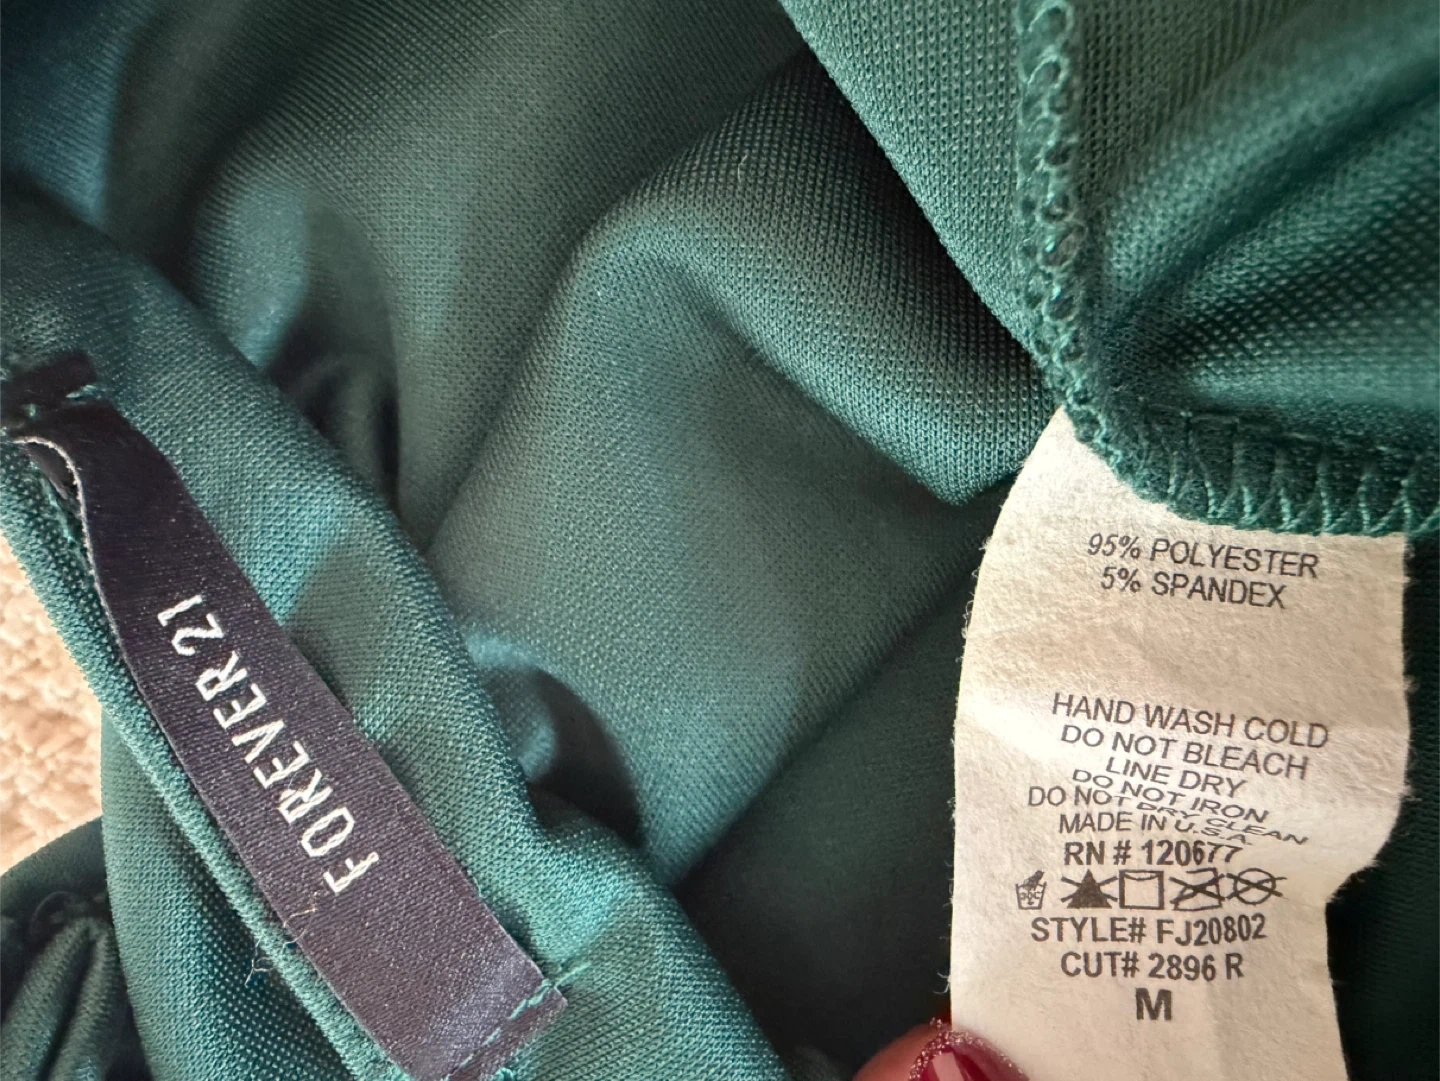 FOREVER 21
95% POLYESTER
5% SPANDEX
HAND WASH COLD
DO NOT BLEACH
LINE DRY
DO NOT IRON
DO NOT DRY CLEAN
MADE IN U.S.A.
RN # 120677
STYLE# FJ20802
CUT# 2896 R
M